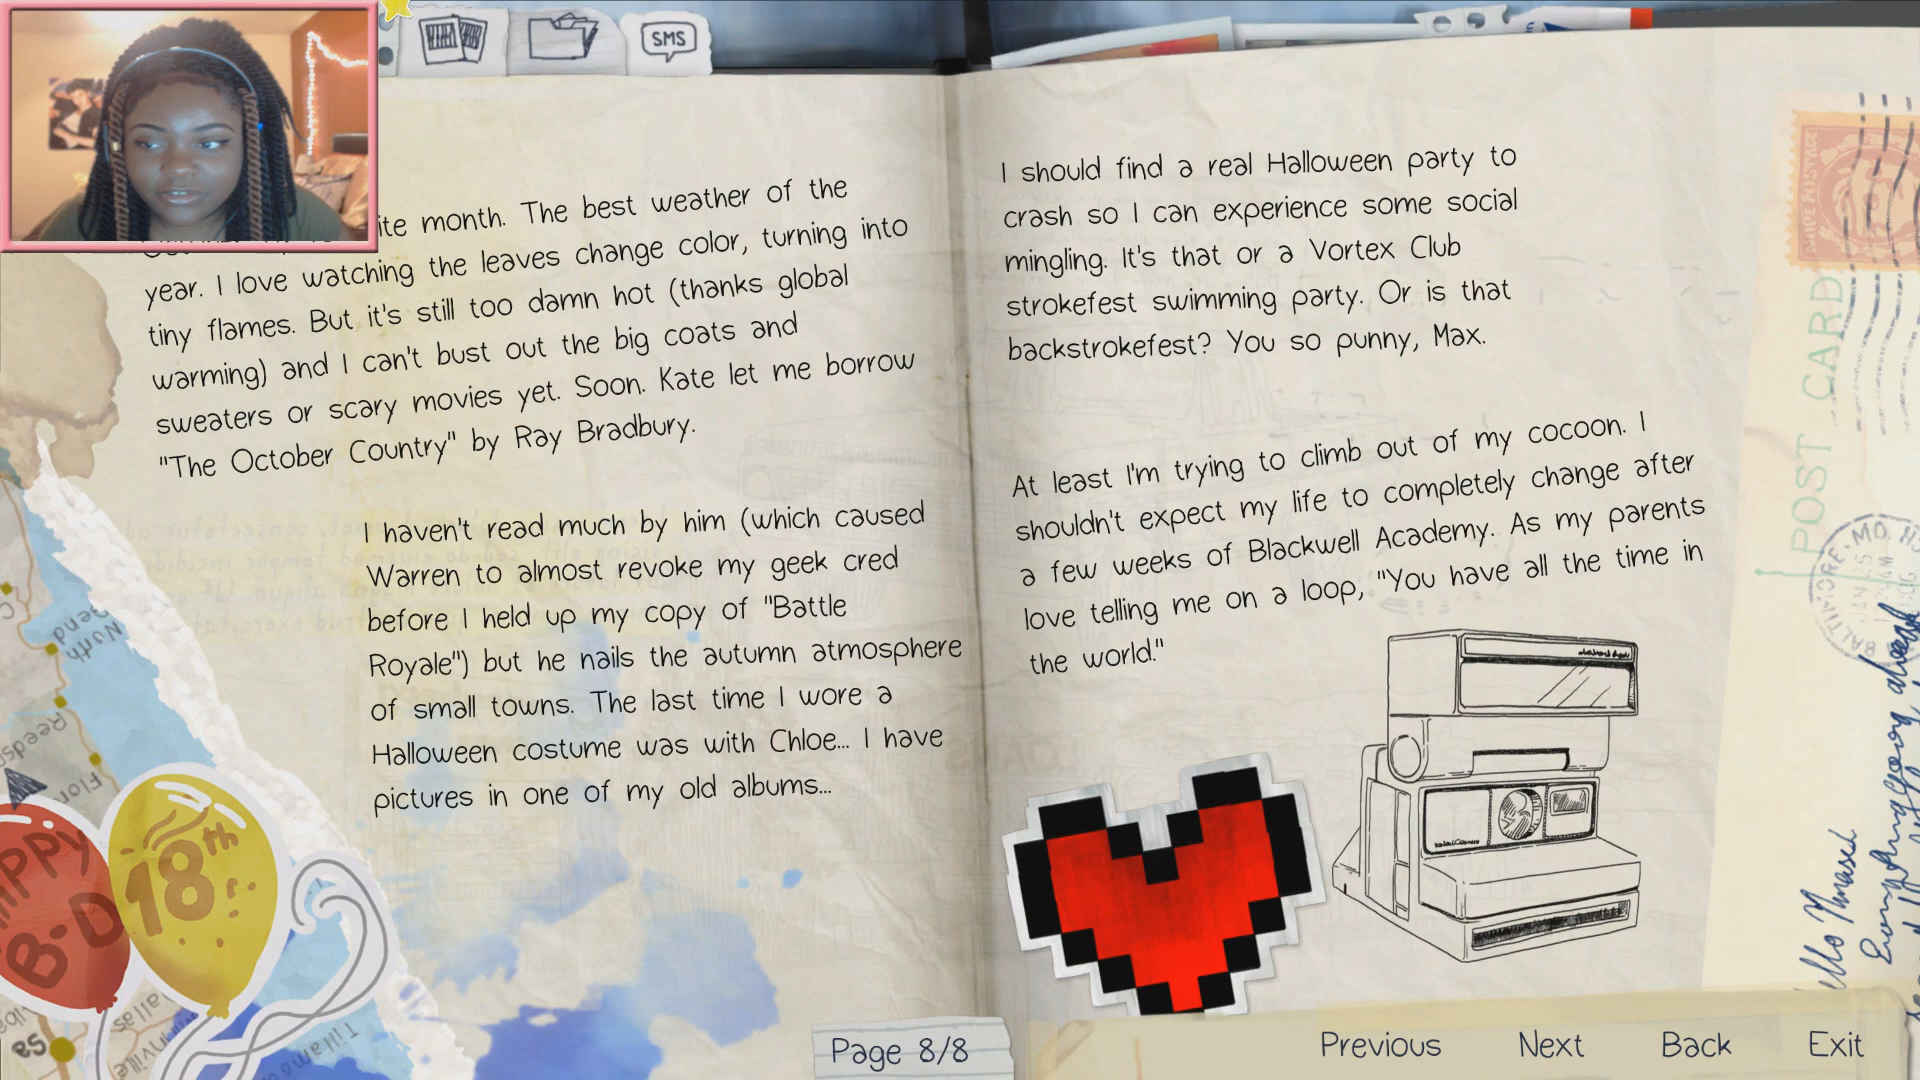 SMS
ite month. The best weather of the
year. I love watching the leaves change color, turning into
tiny flames. But it's still too damn hot (thanks global
warming) and I can't bust out the big coats and
sweaters or scary movies yet. Soon. Kate let me borrow
"The October Country" by Ray Bradbury.
I haven't read much by him (which caused
Warren to almost revoke my geek cred
before I held up my copy of "Battle
Royale") but he nails the autumn atmosphere
of small towns. The last time I wore a
Halloween costume was with Chloe... I have
pictures in one of my old albums...
I should find a real Halloween party to
crash so I can experience some social
mingling. It's that or a Vortex Club
strokefest swimming party. Or is that
backstrokefest? You so punny, Max.
At least I'm trying to climb out of my cocoon. I
shouldn't expect my life to completely change after
a few weeks of Blackwell Academy. As my parents
love telling me on a loop, "You have all the time in
the world."
POST CARD
North
Bend
B-D
18th
Page 8/8
Previous
Next
Back
Exit